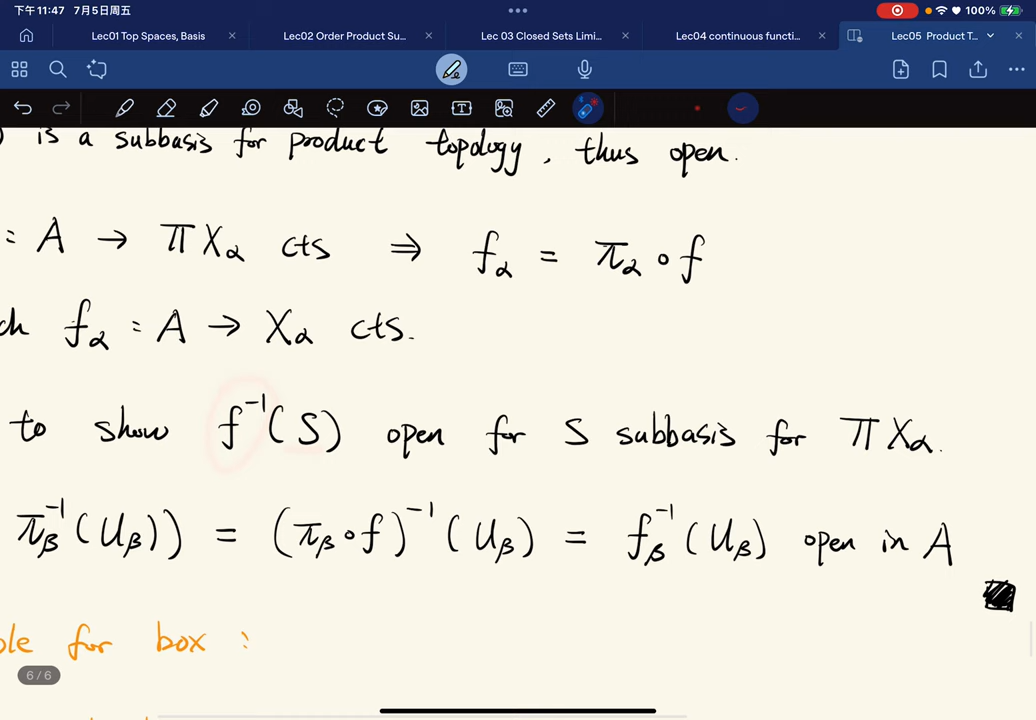 下午11:47 7月5日周五
100%
Lec01 Top Spaces, Basis
Lec02 Order Product Su...
Lec 03 Closed Sets Limi...
Lec04 continuous functi...
Lec05 Product T...
is a subbasis for product topology, thus open.
: A → πXα cts ⇒ fα = πα ∘ f
fα : A → Xα cts.
to show f⁻¹(S) open for S subbasis for πXα.
πβ⁻¹(Uβ)) = (πβ∘f)⁻¹(Uβ) = fβ⁻¹(Uβ) open in A
for box :
6 / 6